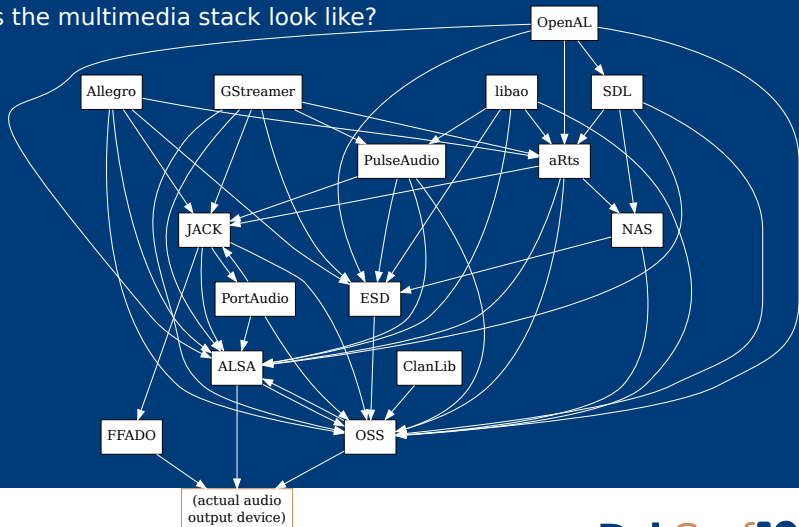 the multimedia stack look like?
OpenAL
Allegro
GStreamer
libao
SDL
PulseAudio
aRts
JACK
NAS
PortAudio
ESD
ALSA
ClanLib
FFADO
OSS
(actual audio
output device)